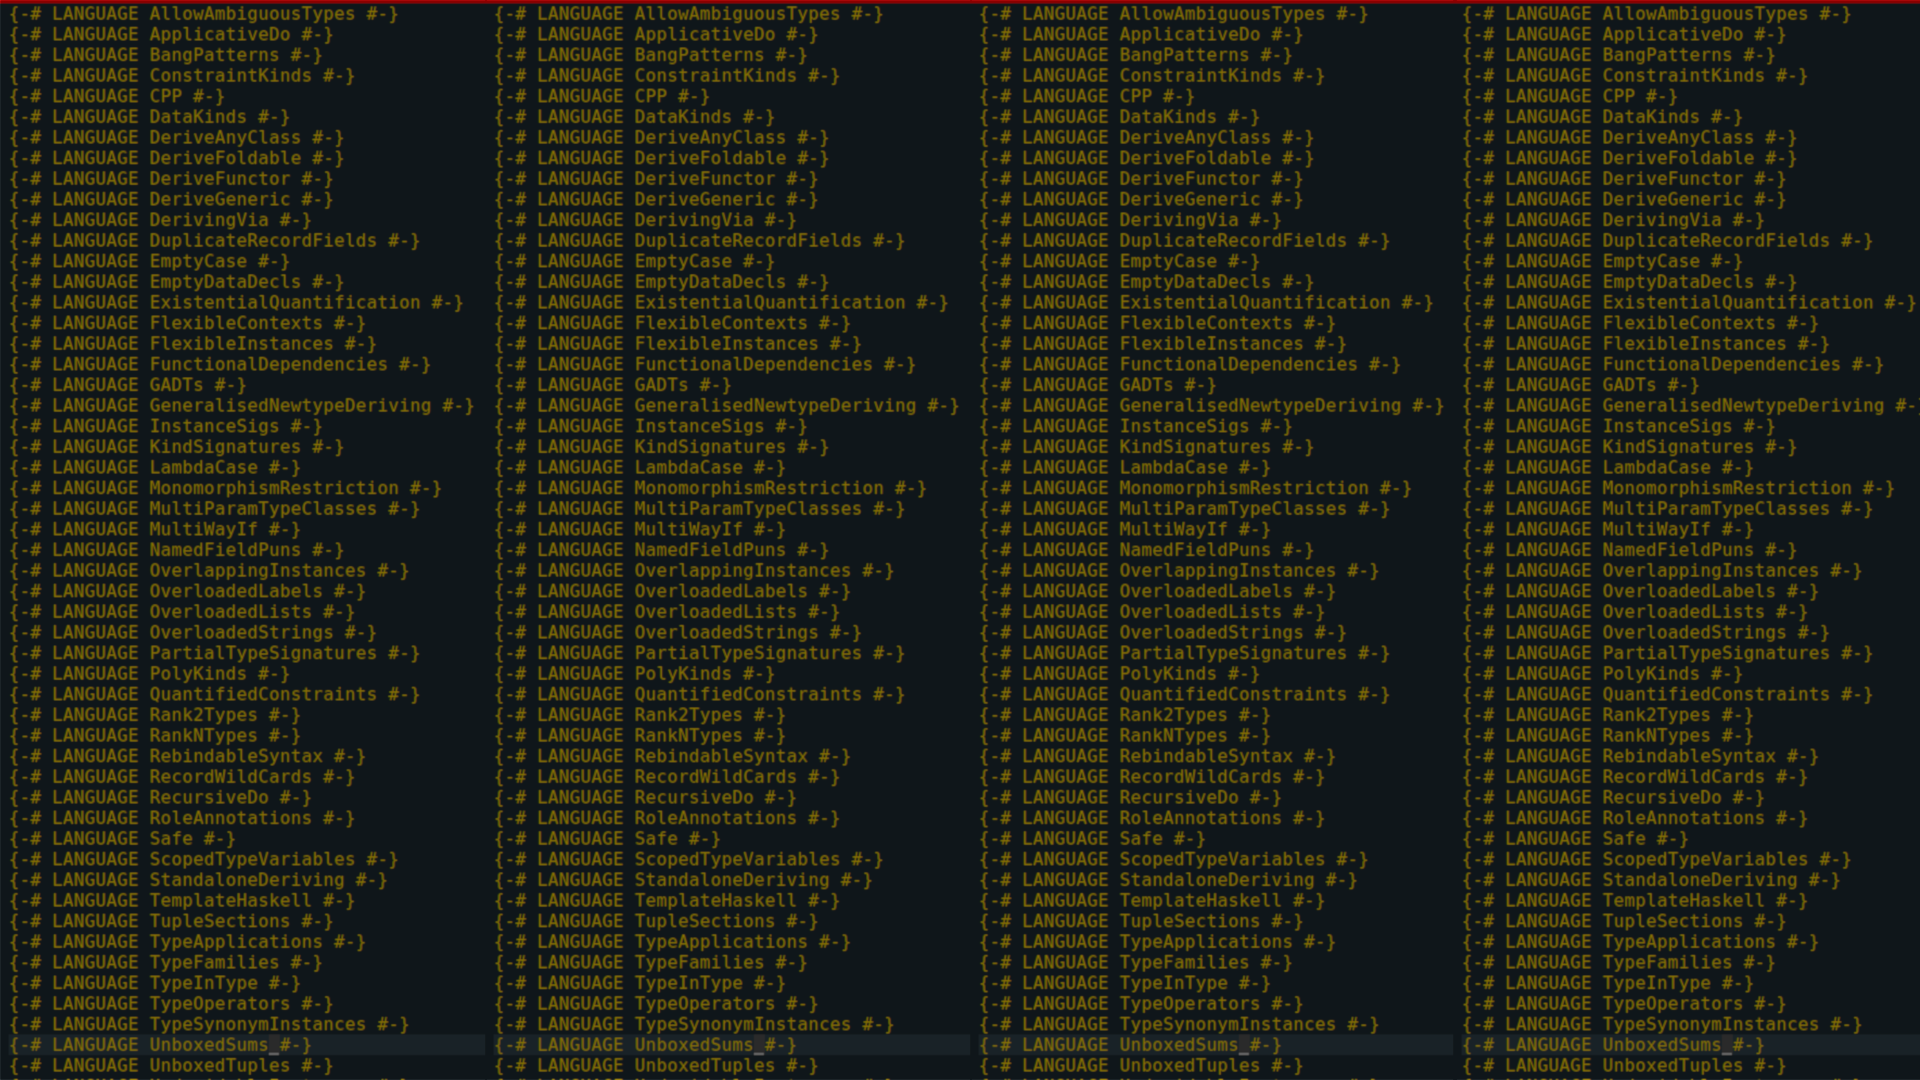 {-# LANGUAGE AllowAmbiguousTypes #-}
{-# LANGUAGE ApplicativeDo #-}
{-# LANGUAGE BangPatterns #-}
{-# LANGUAGE ConstraintKinds #-}
{-# LANGUAGE CPP #-}
{-# LANGUAGE DataKinds #-}
{-# LANGUAGE DeriveAnyClass #-}
{-# LANGUAGE DeriveFoldable #-}
{-# LANGUAGE DeriveFunctor #-}
{-# LANGUAGE DeriveGeneric #-}
{-# LANGUAGE DerivingVia #-}
{-# LANGUAGE DuplicateRecordFields #-}
{-# LANGUAGE EmptyCase #-}
{-# LANGUAGE EmptyDataDecls #-}
{-# LANGUAGE ExistentialQuantification #-}
{-# LANGUAGE FlexibleContexts #-}
{-# LANGUAGE FlexibleInstances #-}
{-# LANGUAGE FunctionalDependencies #-}
{-# LANGUAGE GADTs #-}
{-# LANGUAGE GeneralisedNewtypeDeriving #-}
{-# LANGUAGE InstanceSigs #-}
{-# LANGUAGE KindSignatures #-}
{-# LANGUAGE LambdaCase #-}
{-# LANGUAGE MonomorphismRestriction #-}
{-# LANGUAGE MultiParamTypeClasses #-}
{-# LANGUAGE MultiWayIf #-}
{-# LANGUAGE NamedFieldPuns #-}
{-# LANGUAGE OverlappingInstances #-}
{-# LANGUAGE OverloadedLabels #-}
{-# LANGUAGE OverloadedLists #-}
{-# LANGUAGE OverloadedStrings #-}
{-# LANGUAGE PartialTypeSignatures #-}
{-# LANGUAGE PolyKinds #-}
{-# LANGUAGE QuantifiedConstraints #-}
{-# LANGUAGE Rank2Types #-}
{-# LANGUAGE RankNTypes #-}
{-# LANGUAGE RebindableSyntax #-}
{-# LANGUAGE RecordWildCards #-}
{-# LANGUAGE RecursiveDo #-}
{-# LANGUAGE RoleAnnotations #-}
{-# LANGUAGE Safe #-}
{-# LANGUAGE ScopedTypeVariables #-}
{-# LANGUAGE StandaloneDeriving #-}
{-# LANGUAGE TemplateHaskell #-}
{-# LANGUAGE TupleSections #-}
{-# LANGUAGE TypeApplications #-}
{-# LANGUAGE TypeFamilies #-}
{-# LANGUAGE TypeInType #-}
{-# LANGUAGE TypeOperators #-}
{-# LANGUAGE TypeSynonymInstances #-}
{-# LANGUAGE UnboxedSums #-}
{-# LANGUAGE UnboxedTuples #-}
{-# LANGUAGE AllowAmbiguousTypes #-}
{-# LANGUAGE ApplicativeDo #-}
{-# LANGUAGE BangPatterns #-}
{-# LANGUAGE ConstraintKinds #-}
{-# LANGUAGE CPP #-}
{-# LANGUAGE DataKinds #-}
{-# LANGUAGE DeriveAnyClass #-}
{-# LANGUAGE DeriveFoldable #-}
{-# LANGUAGE DeriveFunctor #-}
{-# LANGUAGE DeriveGeneric #-}
{-# LANGUAGE DerivingVia #-}
{-# LANGUAGE DuplicateRecordFields #-}
{-# LANGUAGE EmptyCase #-}
{-# LANGUAGE EmptyDataDecls #-}
{-# LANGUAGE ExistentialQuantification #-}
{-# LANGUAGE FlexibleContexts #-}
{-# LANGUAGE FlexibleInstances #-}
{-# LANGUAGE FunctionalDependencies #-}
{-# LANGUAGE GADTs #-}
{-# LANGUAGE GeneralisedNewtypeDeriving #-}
{-# LANGUAGE InstanceSigs #-}
{-# LANGUAGE KindSignatures #-}
{-# LANGUAGE LambdaCase #-}
{-# LANGUAGE MonomorphismRestriction #-}
{-# LANGUAGE MultiParamTypeClasses #-}
{-# LANGUAGE MultiWayIf #-}
{-# LANGUAGE NamedFieldPuns #-}
{-# LANGUAGE OverlappingInstances #-}
{-# LANGUAGE OverloadedLabels #-}
{-# LANGUAGE OverloadedLists #-}
{-# LANGUAGE OverloadedStrings #-}
{-# LANGUAGE PartialTypeSignatures #-}
{-# LANGUAGE PolyKinds #-}
{-# LANGUAGE QuantifiedConstraints #-}
{-# LANGUAGE Rank2Types #-}
{-# LANGUAGE RankNTypes #-}
{-# LANGUAGE RebindableSyntax #-}
{-# LANGUAGE RecordWildCards #-}
{-# LANGUAGE RecursiveDo #-}
{-# LANGUAGE RoleAnnotations #-}
{-# LANGUAGE Safe #-}
{-# LANGUAGE ScopedTypeVariables #-}
{-# LANGUAGE StandaloneDeriving #-}
{-# LANGUAGE TemplateHaskell #-}
{-# LANGUAGE TupleSections #-}
{-# LANGUAGE TypeApplications #-}
{-# LANGUAGE TypeFamilies #-}
{-# LANGUAGE TypeInType #-}
{-# LANGUAGE TypeOperators #-}
{-# LANGUAGE TypeSynonymInstances #-}
{-# LANGUAGE UnboxedSums #-}
{-# LANGUAGE UnboxedTuples #-}
{-# LANGUAGE AllowAmbiguousTypes #-}
{-# LANGUAGE ApplicativeDo #-}
{-# LANGUAGE BangPatterns #-}
{-# LANGUAGE ConstraintKinds #-}
{-# LANGUAGE CPP #-}
{-# LANGUAGE DataKinds #-}
{-# LANGUAGE DeriveAnyClass #-}
{-# LANGUAGE DeriveFoldable #-}
{-# LANGUAGE DeriveFunctor #-}
{-# LANGUAGE DeriveGeneric #-}
{-# LANGUAGE DerivingVia #-}
{-# LANGUAGE DuplicateRecordFields #-}
{-# LANGUAGE EmptyCase #-}
{-# LANGUAGE EmptyDataDecls #-}
{-# LANGUAGE ExistentialQuantification #-}
{-# LANGUAGE FlexibleContexts #-}
{-# LANGUAGE FlexibleInstances #-}
{-# LANGUAGE FunctionalDependencies #-}
{-# LANGUAGE GADTs #-}
{-# LANGUAGE GeneralisedNewtypeDeriving #-}
{-# LANGUAGE InstanceSigs #-}
{-# LANGUAGE KindSignatures #-}
{-# LANGUAGE LambdaCase #-}
{-# LANGUAGE MonomorphismRestriction #-}
{-# LANGUAGE MultiParamTypeClasses #-}
{-# LANGUAGE MultiWayIf #-}
{-# LANGUAGE NamedFieldPuns #-}
{-# LANGUAGE OverlappingInstances #-}
{-# LANGUAGE OverloadedLabels #-}
{-# LANGUAGE OverloadedLists #-}
{-# LANGUAGE OverloadedStrings #-}
{-# LANGUAGE PartialTypeSignatures #-}
{-# LANGUAGE PolyKinds #-}
{-# LANGUAGE QuantifiedConstraints #-}
{-# LANGUAGE Rank2Types #-}
{-# LANGUAGE RankNTypes #-}
{-# LANGUAGE RebindableSyntax #-}
{-# LANGUAGE RecordWildCards #-}
{-# LANGUAGE RecursiveDo #-}
{-# LANGUAGE RoleAnnotations #-}
{-# LANGUAGE Safe #-}
{-# LANGUAGE ScopedTypeVariables #-}
{-# LANGUAGE StandaloneDeriving #-}
{-# LANGUAGE TemplateHaskell #-}
{-# LANGUAGE TupleSections #-}
{-# LANGUAGE TypeApplications #-}
{-# LANGUAGE TypeFamilies #-}
{-# LANGUAGE TypeInType #-}
{-# LANGUAGE TypeOperators #-}
{-# LANGUAGE TypeSynonymInstances #-}
{-# LANGUAGE UnboxedSums #-}
{-# LANGUAGE UnboxedTuples #-}
{-# LANGUAGE AllowAmbiguousTypes #-}
{-# LANGUAGE ApplicativeDo #-}
{-# LANGUAGE BangPatterns #-}
{-# LANGUAGE ConstraintKinds #-}
{-# LANGUAGE CPP #-}
{-# LANGUAGE DataKinds #-}
{-# LANGUAGE DeriveAnyClass #-}
{-# LANGUAGE DeriveFoldable #-}
{-# LANGUAGE DeriveFunctor #-}
{-# LANGUAGE DeriveGeneric #-}
{-# LANGUAGE DerivingVia #-}
{-# LANGUAGE DuplicateRecordFields #-}
{-# LANGUAGE EmptyCase #-}
{-# LANGUAGE EmptyDataDecls #-}
{-# LANGUAGE ExistentialQuantification #-}
{-# LANGUAGE FlexibleContexts #-}
{-# LANGUAGE FlexibleInstances #-}
{-# LANGUAGE FunctionalDependencies #-}
{-# LANGUAGE GADTs #-}
{-# LANGUAGE GeneralisedNewtypeDeriving #-
{-# LANGUAGE InstanceSigs #-}
{-# LANGUAGE KindSignatures #-}
{-# LANGUAGE LambdaCase #-}
{-# LANGUAGE MonomorphismRestriction #-}
{-# LANGUAGE MultiParamTypeClasses #-}
{-# LANGUAGE MultiWayIf #-}
{-# LANGUAGE NamedFieldPuns #-}
{-# LANGUAGE OverlappingInstances #-}
{-# LANGUAGE OverloadedLabels #-}
{-# LANGUAGE OverloadedLists #-}
{-# LANGUAGE OverloadedStrings #-}
{-# LANGUAGE PartialTypeSignatures #-}
{-# LANGUAGE PolyKinds #-}
{-# LANGUAGE QuantifiedConstraints #-}
{-# LANGUAGE Rank2Types #-}
{-# LANGUAGE RankNTypes #-}
{-# LANGUAGE RebindableSyntax #-}
{-# LANGUAGE RecordWildCards #-}
{-# LANGUAGE RecursiveDo #-}
{-# LANGUAGE RoleAnnotations #-}
{-# LANGUAGE Safe #-}
{-# LANGUAGE ScopedTypeVariables #-}
{-# LANGUAGE StandaloneDeriving #-}
{-# LANGUAGE TemplateHaskell #-}
{-# LANGUAGE TupleSections #-}
{-# LANGUAGE TypeApplications #-}
{-# LANGUAGE TypeFamilies #-}
{-# LANGUAGE TypeInType #-}
{-# LANGUAGE TypeOperators #-}
{-# LANGUAGE TypeSynonymInstances #-}
{-# LANGUAGE UnboxedSums #-}
{-# LANGUAGE UnboxedTuples #-}